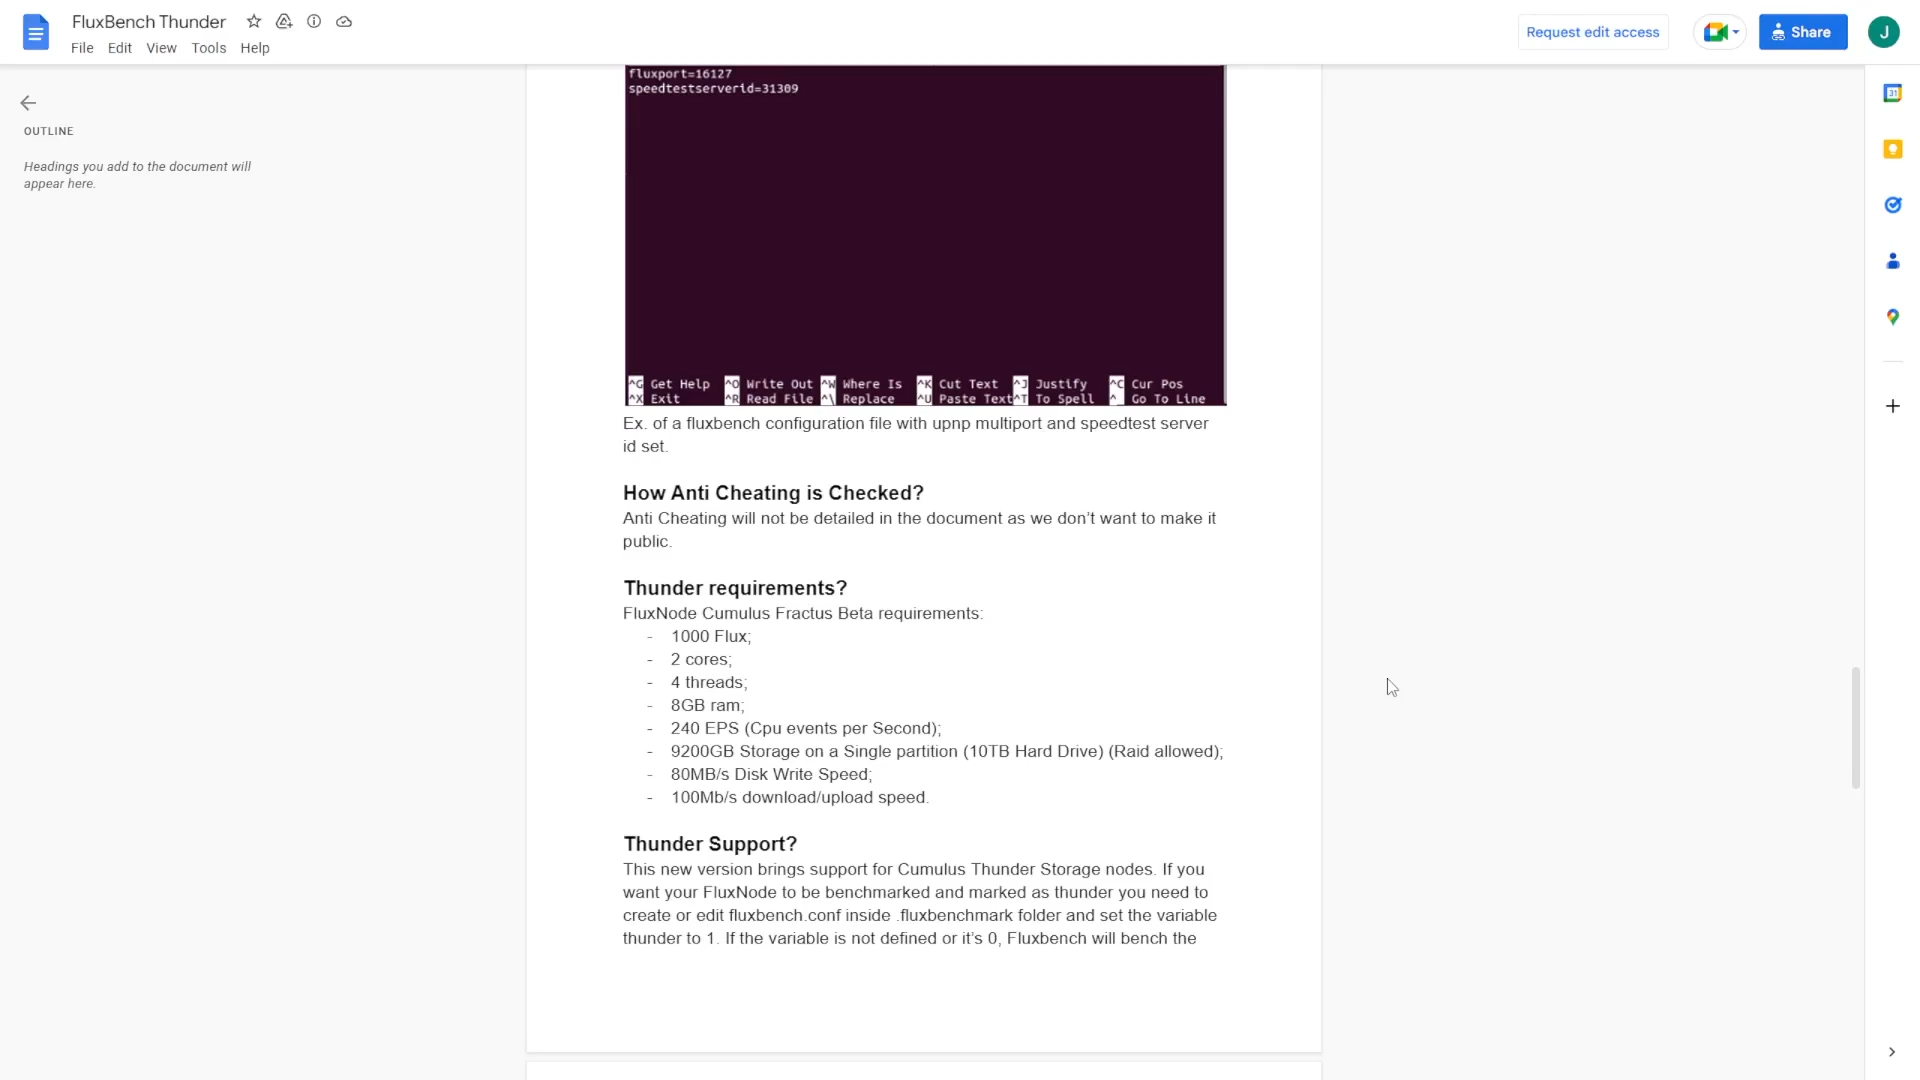 FluxBench Thunder
File Edit View Tools Help
Request edit access
Share
J
OUTLINE
Headings you add to the document will
appear here.
fluxport=16127
speedtestserverid=31309
^G Get Help ^O Write Out ^W Where Is ^K Cut Text ^J Justify ^C Cur Pos
^X Exit ^R Read File ^\ Replace ^U Paste Text ^T To Spell ^_ Go To Line
Ex. of a fluxbench configuration file with upnp multiport and speedtest server
id set.
How Anti Cheating is Checked?
Anti Cheating will not be detailed in the document as we don't want to make it
public.
Thunder requirements?
FluxNode Cumulus Fractus Beta requirements:
- 1000 Flux;
- 2 cores;
- 4 threads;
- 8GB ram;
- 240 EPS (Cpu events per Second);
- 9200GB Storage on a Single partition (10TB Hard Drive) (Raid allowed);
- 80MB/s Disk Write Speed;
- 100Mb/s download/upload speed.
Thunder Support?
This new version brings support for Cumulus Thunder Storage nodes. If you
want your FluxNode to be benchmarked and marked as thunder you need to
create or edit fluxbench.conf inside .fluxbenchmark folder and set the variable
thunder to 1. If the variable is not defined or it's 0, Fluxbench will bench the
31